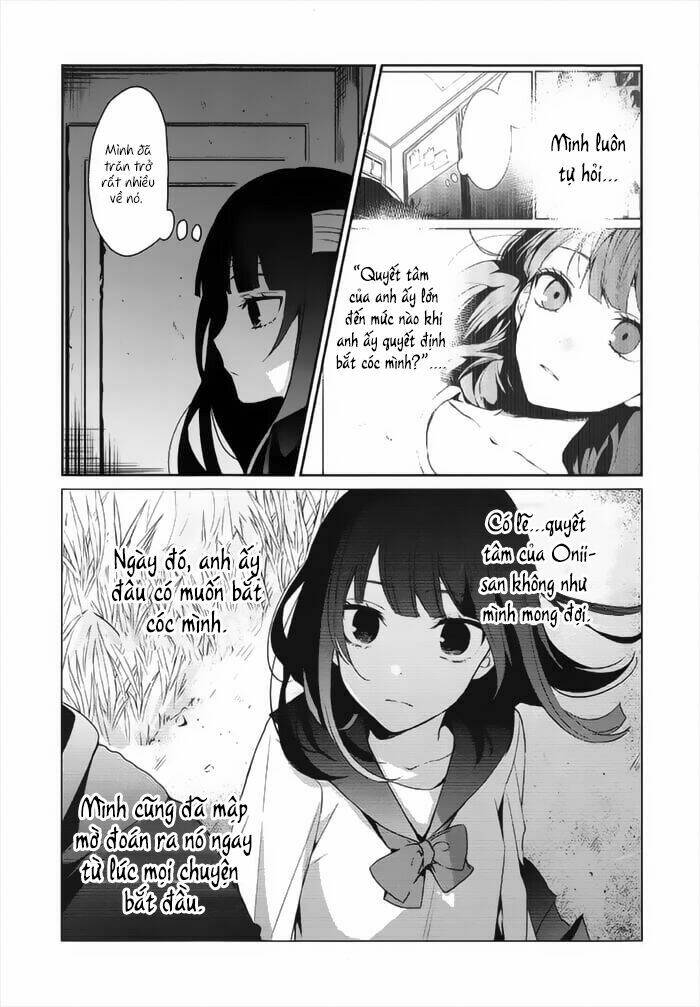 Mình luôn
tự hỏi...
"Quyết tâm
của anh ấy lớn
đến mức nào khi
anh ấy quyết định
bắt cóc mình?"....
Mình đã
trăn trở
rất nhiều
về nó.
Có lẽ...quyết
tâm của Onii-
san không như
mình mong đợi.
Ngày đó, anh ấy
đâu có muốn bắt
cóc mình.
Mình cũng đã mập
mờ đoán ra nó ngay
từ lúc mọi chuyện
bắt đầu.